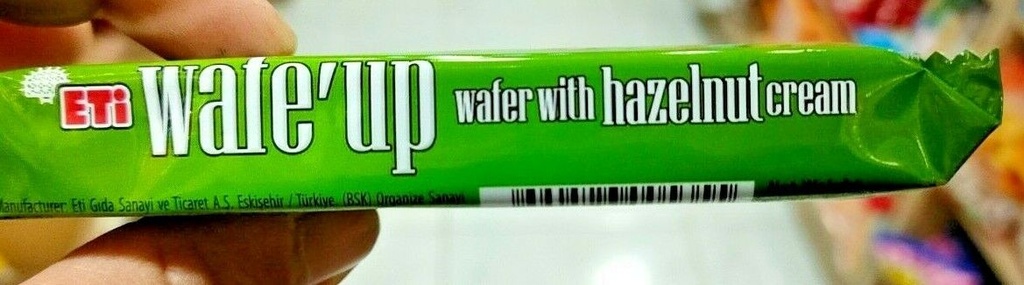 ETi wafe'up wafer with hazelnut cream
Manufacturer: Eti Gıda Sanayi ve Ticaret A.S. Eskişehir / Türkiye (BSK) Organize Sanayi